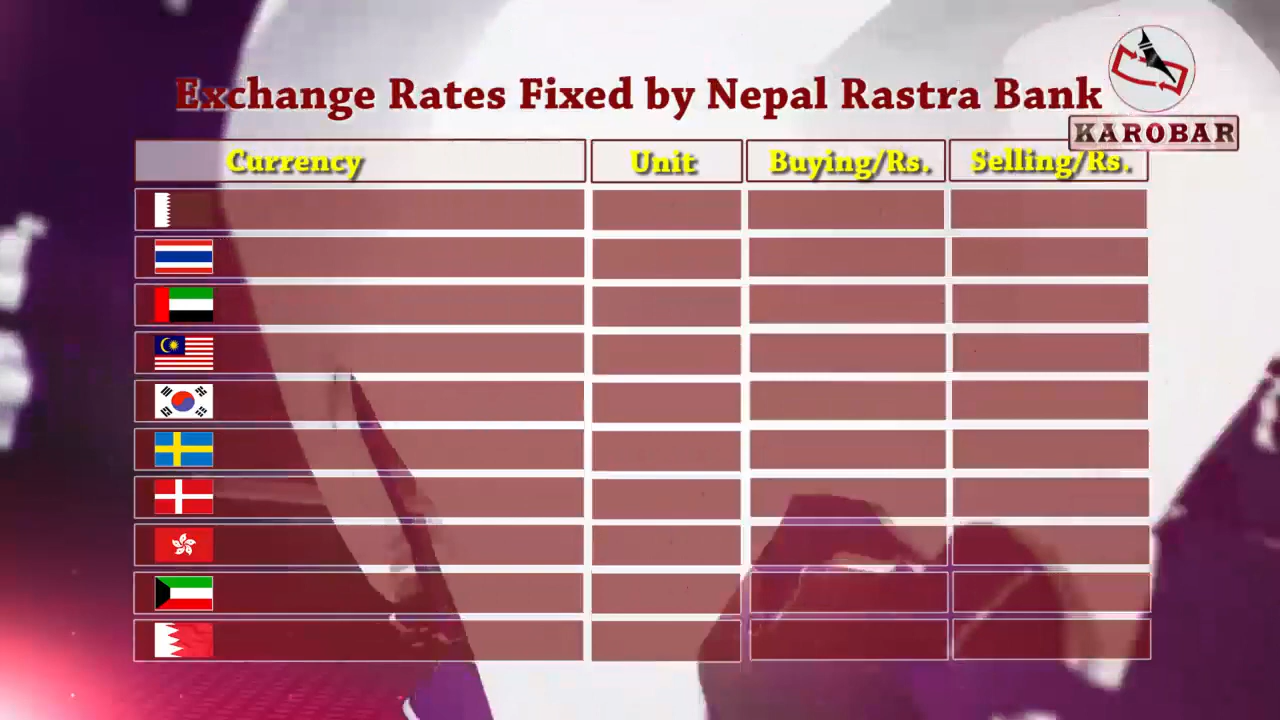 Exchange Rates Fixed by Nepal Rastra Bank
KAROBAR
Currency Unit Buying/Rs. Selling/Rs.